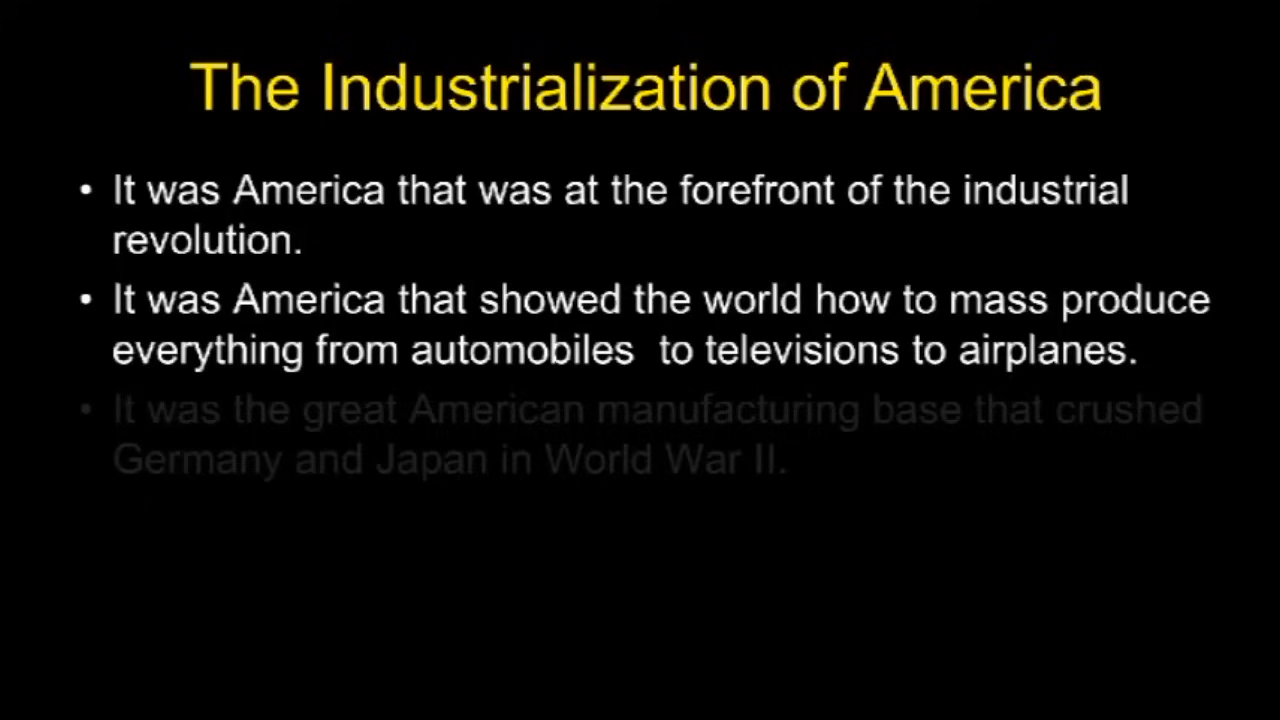 The Industrialization of America
• It was America that was at the forefront of the industrial
revolution.
• It was America that showed the world how to mass produce
everything from automobiles  to televisions to airplanes.
• It was the great American manufacturing base that crushed
Germany and Japan in World War II.